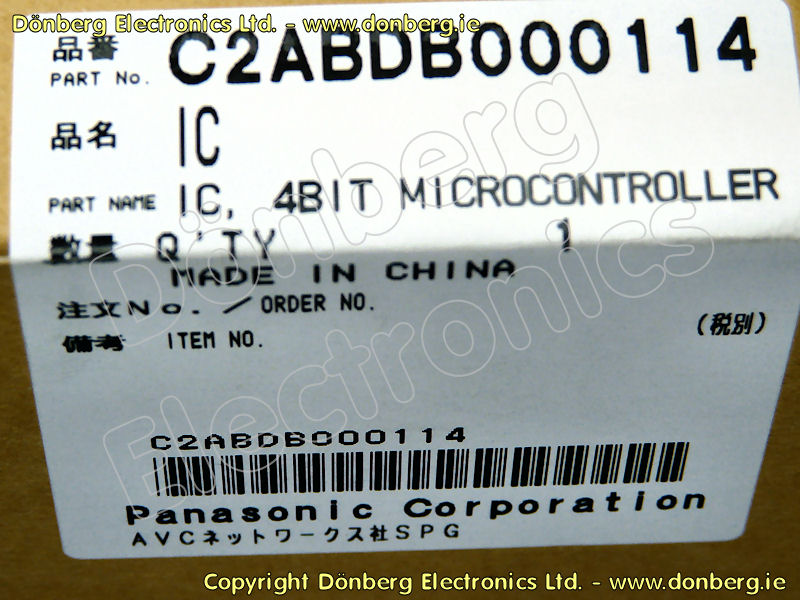 Dönberg Electronics Ltd. - www.donberg.ie
品番 PART No. C2ABDB000114
品名 IC
PART NAME IC, 4BIT MICROCONTROLLER
数量 Q'TY 1
MADE IN CHINA
注文No./ORDER NO.
備考 ITEM NO.
(税別)
Dönberg
Electronics
C2ABDB000114
Panasonic Corporation
AVCネットワークス社SPG
Copyright Dönberg Electronics Ltd. - www.donberg.ie